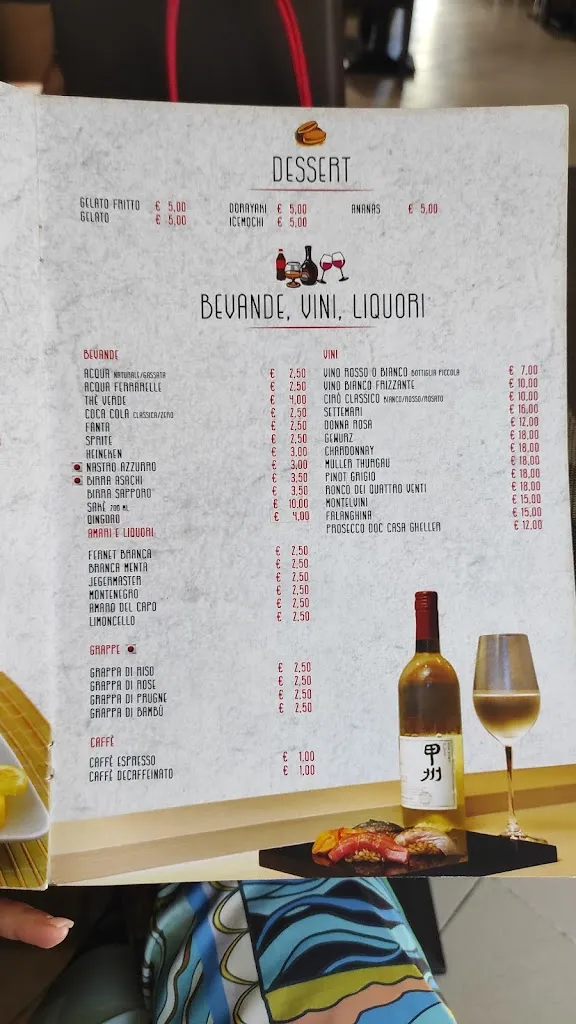 DESSERT
GELATO FRITTO € 5,00
GELATO € 5,00
DORAYAKI € 5,00
ICEMOCHI € 5,00
ANANAS € 5,00
BEVANDE, VINI, LIQUORI
BEVANDE
ACQUA NATURALE/GASSATA € 2,50
ACQUA FERRARELLE € 2,50
THÈ VERDE € 4,00
COCA COLA CLASSICA/ZERO € 2,50
FANTA € 2,50
SPRITE € 2,50
HEINEKEN € 3,00
NASTRO AZZURRO € 3,00
BIRRA ASACHI € 3,50
BIRRA SAPPORO € 3,50
SAKÈ 700 ML € 10,00
QINGDAO € 4,00
AMARI E LIQUORI
FERNET BRANCA € 2,50
BRANCA MENTA € 2,50
JEGERMASTER € 2,50
MONTENEGRO € 2,50
AMARO DEL CAPO € 2,50
LIMONCELLO € 2,50
GRAPPE
GRAPPA DI RISO € 2,50
GRAPPA DI ROSE € 2,50
GRAPPA DI PRUGNE € 2,50
GRAPPA DI BAMBÙ € 2,50
CAFFÈ
CAFFÈ ESPRESSO € 1,00
CAFFÈ DECAFFEINATO € 1,00
VINI
VINO ROSSO O BIANCO BOTTIGLIA PICCOLA € 7,00
VINO BIANCO FRIZZANTE € 10,00
CIRÒ CLASSICO BIANCO/ROSSO/ROSATO € 10,00
SETTEMARI € 16,00
DONNA ROSA € 12,00
GEWURZ € 18,00
CHARDONNAY € 18,00
MULLER THURGAU € 18,00
PINOT GRIGIO € 18,00
RONCO DEI QUATTRO VENTI € 18,00
MONTELVINI € 15,00
FALANGHINA € 15,00
PROSECCO DOC CASA GHELLER € 12,00
甲州